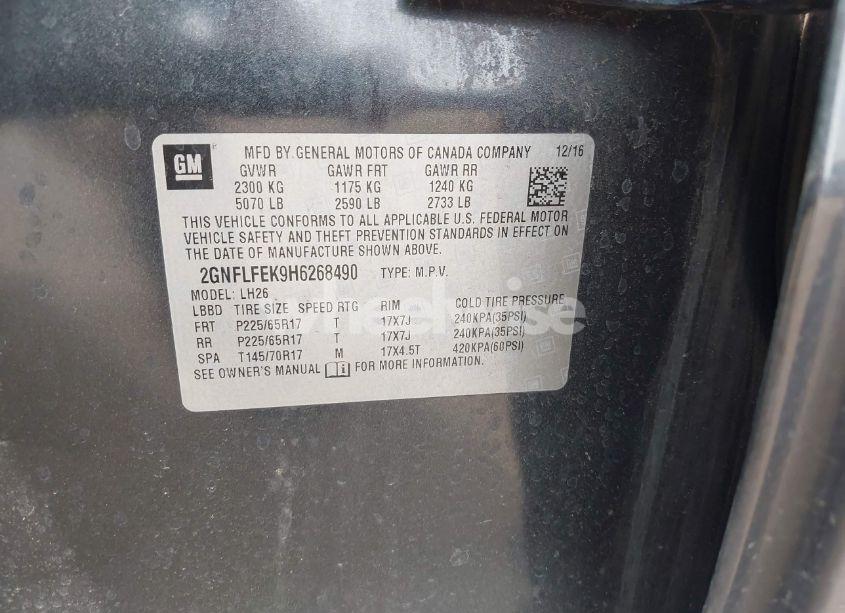 GM
MFD BY GENERAL MOTORS OF CANADA COMPANY 12/16
GVWR GAWR FRT GAWR RR
2300 KG 1175 KG 1240 KG
5070 LB 2590 LB 2733 LB
THIS VEHICLE CONFORMS TO ALL APPLICABLE U.S. FEDERAL MOTOR
VEHICLE SAFETY AND THEFT PREVENTION STANDARDS IN EFFECT ON
THE DATE OF MANUFACTURE SHOWN ABOVE.
2GNFLFEK9H6268490 TYPE: M.P.V.
MODEL: LH26
LBBD TIRE SIZE SPEED RTG RIM COLD TIRE PRESSURE
FRT P225/65R17 T 17X7J 240KPA(35PSI)
RR P225/65R17 T 17X7J 240KPA(35PSI)
SPA T145/70R17 M 17X4.5T 420KPA(60PSI)
SEE OWNER'S MANUAL FOR MORE INFORMATION.
wheelwise